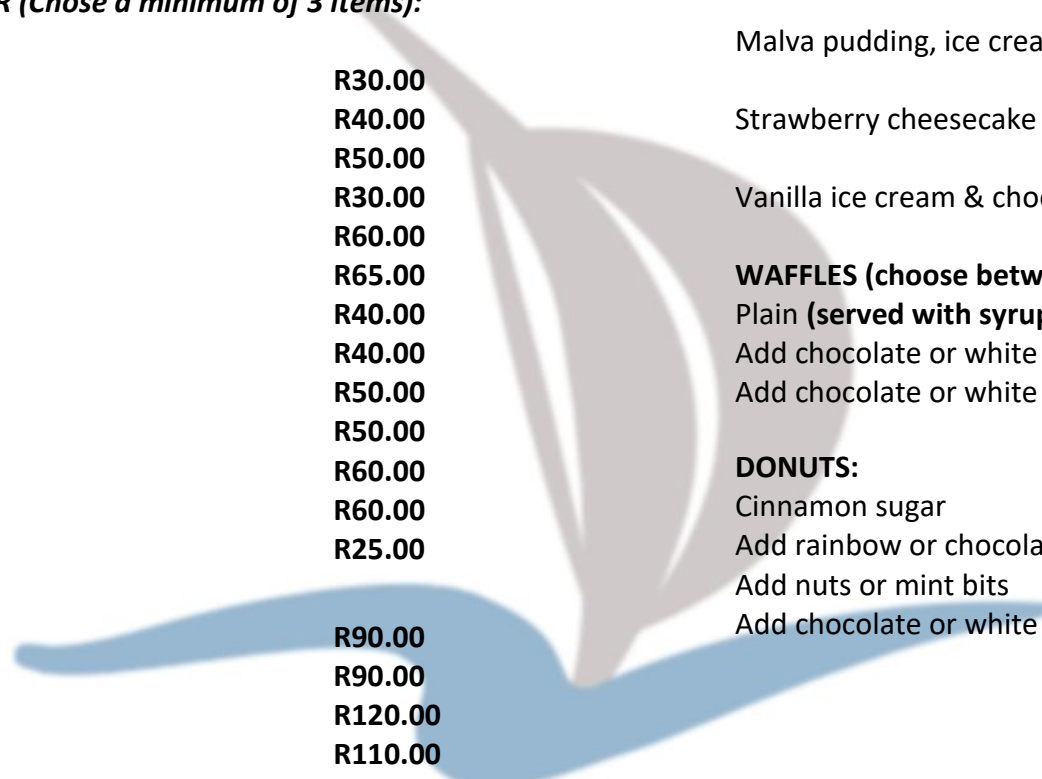 R (Chose a minimum of 3 items):
R30.00
R40.00
R50.00
R30.00
R60.00
R65.00
R40.00
R40.00
R50.00
R50.00
R60.00
R60.00
R25.00
R90.00
R90.00
R120.00
R110.00
Malva pudding, ice crea
Strawberry cheesecake
Vanilla ice cream & choc
WAFFLES (choose betw
Plain (served with syrup
Add chocolate or white
Add chocolate or white
DONUTS:
Cinnamon sugar
Add rainbow or chocola
Add nuts or mint bits
Add chocolate or white